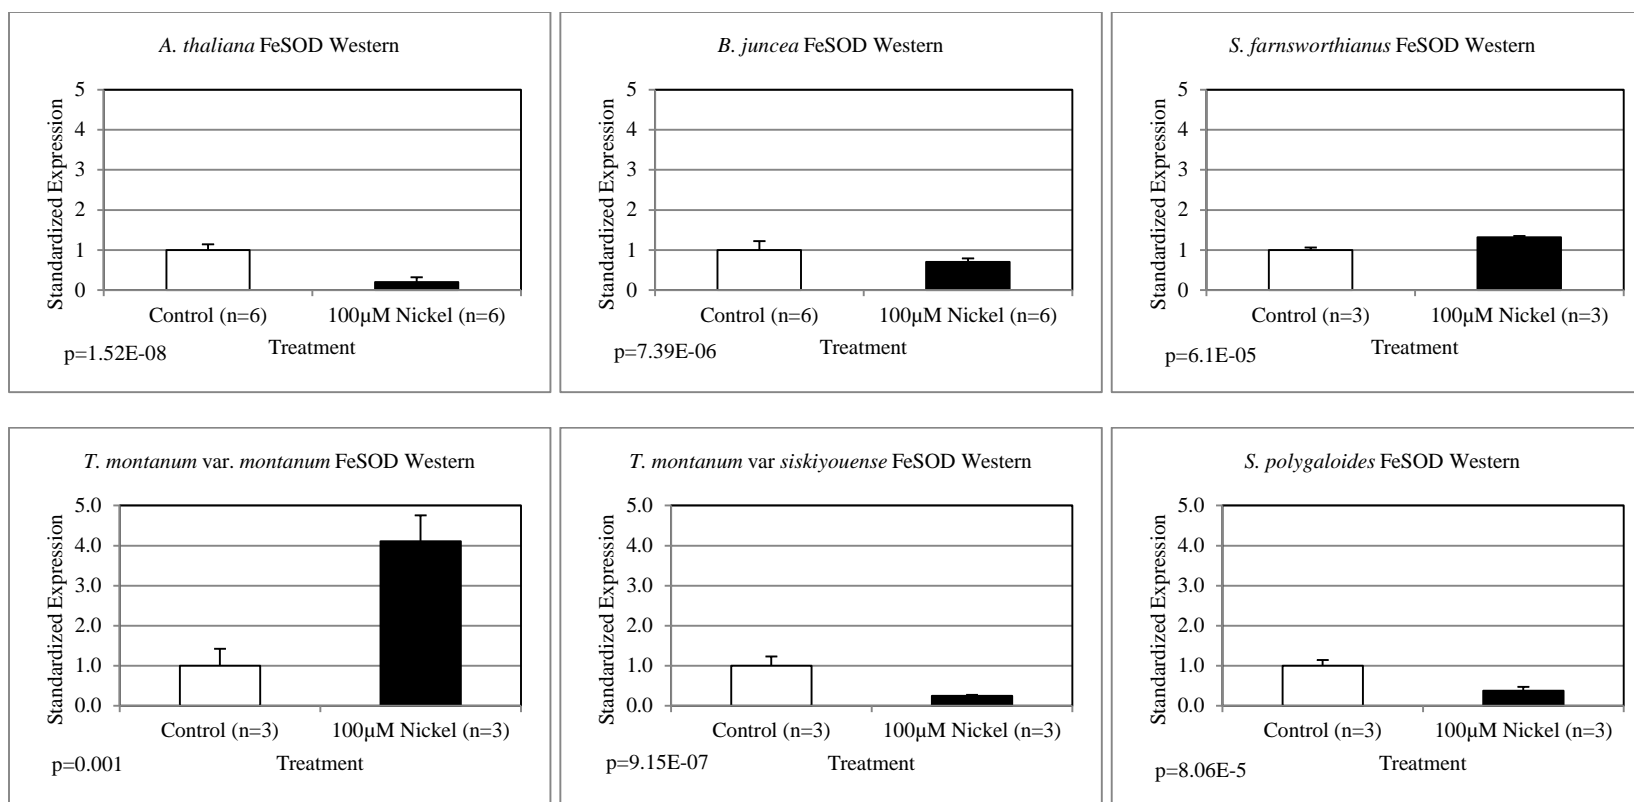 A. thaliana FeSOD Western
Standardized Expression
5
4
3
2
1
0
Control (n=6) 100µM Nickel (n=6)
Treatment
p=1.52E-08
B. juncea FeSOD Western
Standardized Expression
5
4
3
2
1
0
Control (n=6) 100µM Nickel (n=6)
Treatment
p=7.39E-06
S. farnsworthianus FeSOD Western
Standardized Expression
5
4
3
2
1
0
Control (n=3) 100µM Nickel (n=3)
Treatment
p=6.1E-05
T. montanum var. montanum FeSOD Western
Standardized Expression
5.0
4.0
3.0
2.0
1.0
0.0
Control (n=3) 100µM Nickel (n=3)
Treatment
p=0.001
T. montanum var siskiyouense FeSOD Western
Standardized Expression
5.0
4.0
3.0
2.0
1.0
0.0
Control (n=3) 100µM Nickel (n=3)
Treatment
p=9.15E-07
S. polygaloides FeSOD Western
Standardized Expression
5.0
4.0
3.0
2.0
1.0
0.0
Control (n=3) 100µM Nickel (n=3)
Treatment
p=8.06E-5